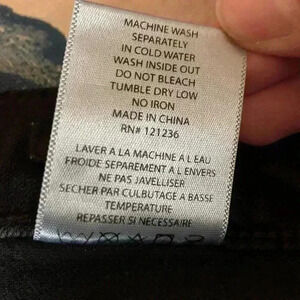 MACHINE WASH
SEPARATELY
IN COLD WATER
WASH INSIDE OUT
DO NOT BLEACH
TUMBLE DRY LOW
NO IRON
MADE IN CHINA
RN# 121236
LAVER A LA MACHINE A L EAU
FROIDE SEPAREMENT A L ENVERS
NE PAS JAVELLISER
SECHER PAR CULBUTAGE A BASSE
TEMPERATURE
REPASSER SI NECESSAIRE